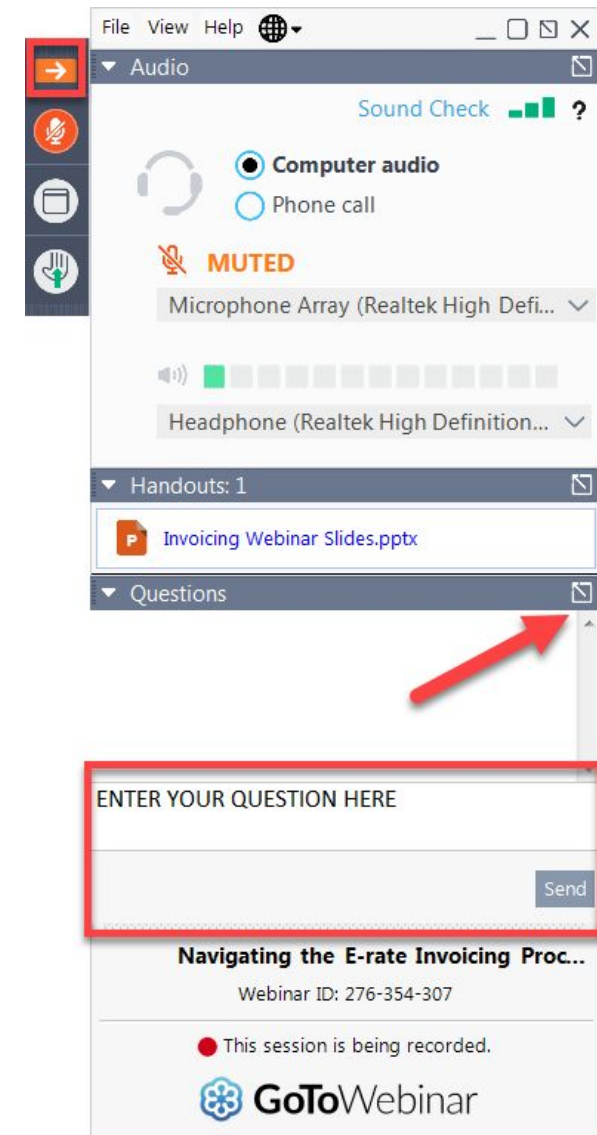 File View Help
Audio
Sound Check ?
Computer audio
Phone call
MUTED
Microphone Array (Realtek High Defi...
Headphone (Realtek High Definition...
Handouts: 1
P Invoicing Webinar Slides.pptx
Questions
ENTER YOUR QUESTION HERE
Send
Navigating the E-rate Invoicing Proc...
Webinar ID: 276-354-307
This session is being recorded.
GoToWebinar